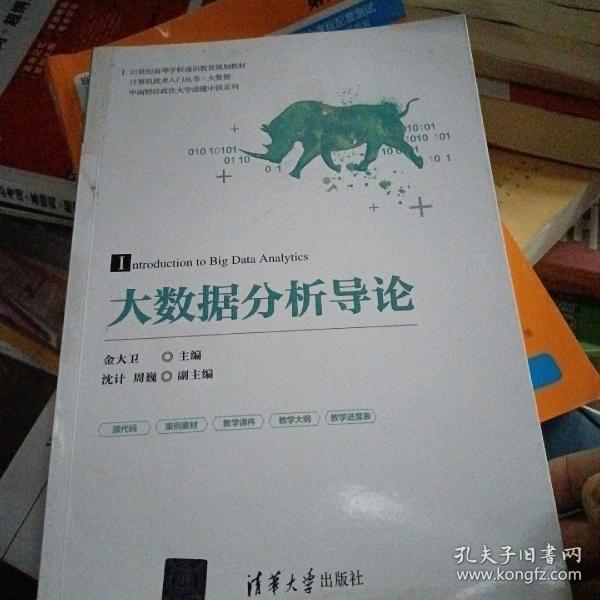 21世纪高等学校通识教育规划教材
计算机技术入门丛书·大数据
中南财经政法大学读懂中国系列
010 10101
01 10
0 1
10101
0 1
Introduction to Big Data Analytics
大数据分析导论
金大卫 ◎ 主编
沈计 周巍 ◎ 副主编
源代码 案例素材 教学课件 教学大纲 教学进度表
清华大学出版社
孔夫子旧书网
www.kongfz.com